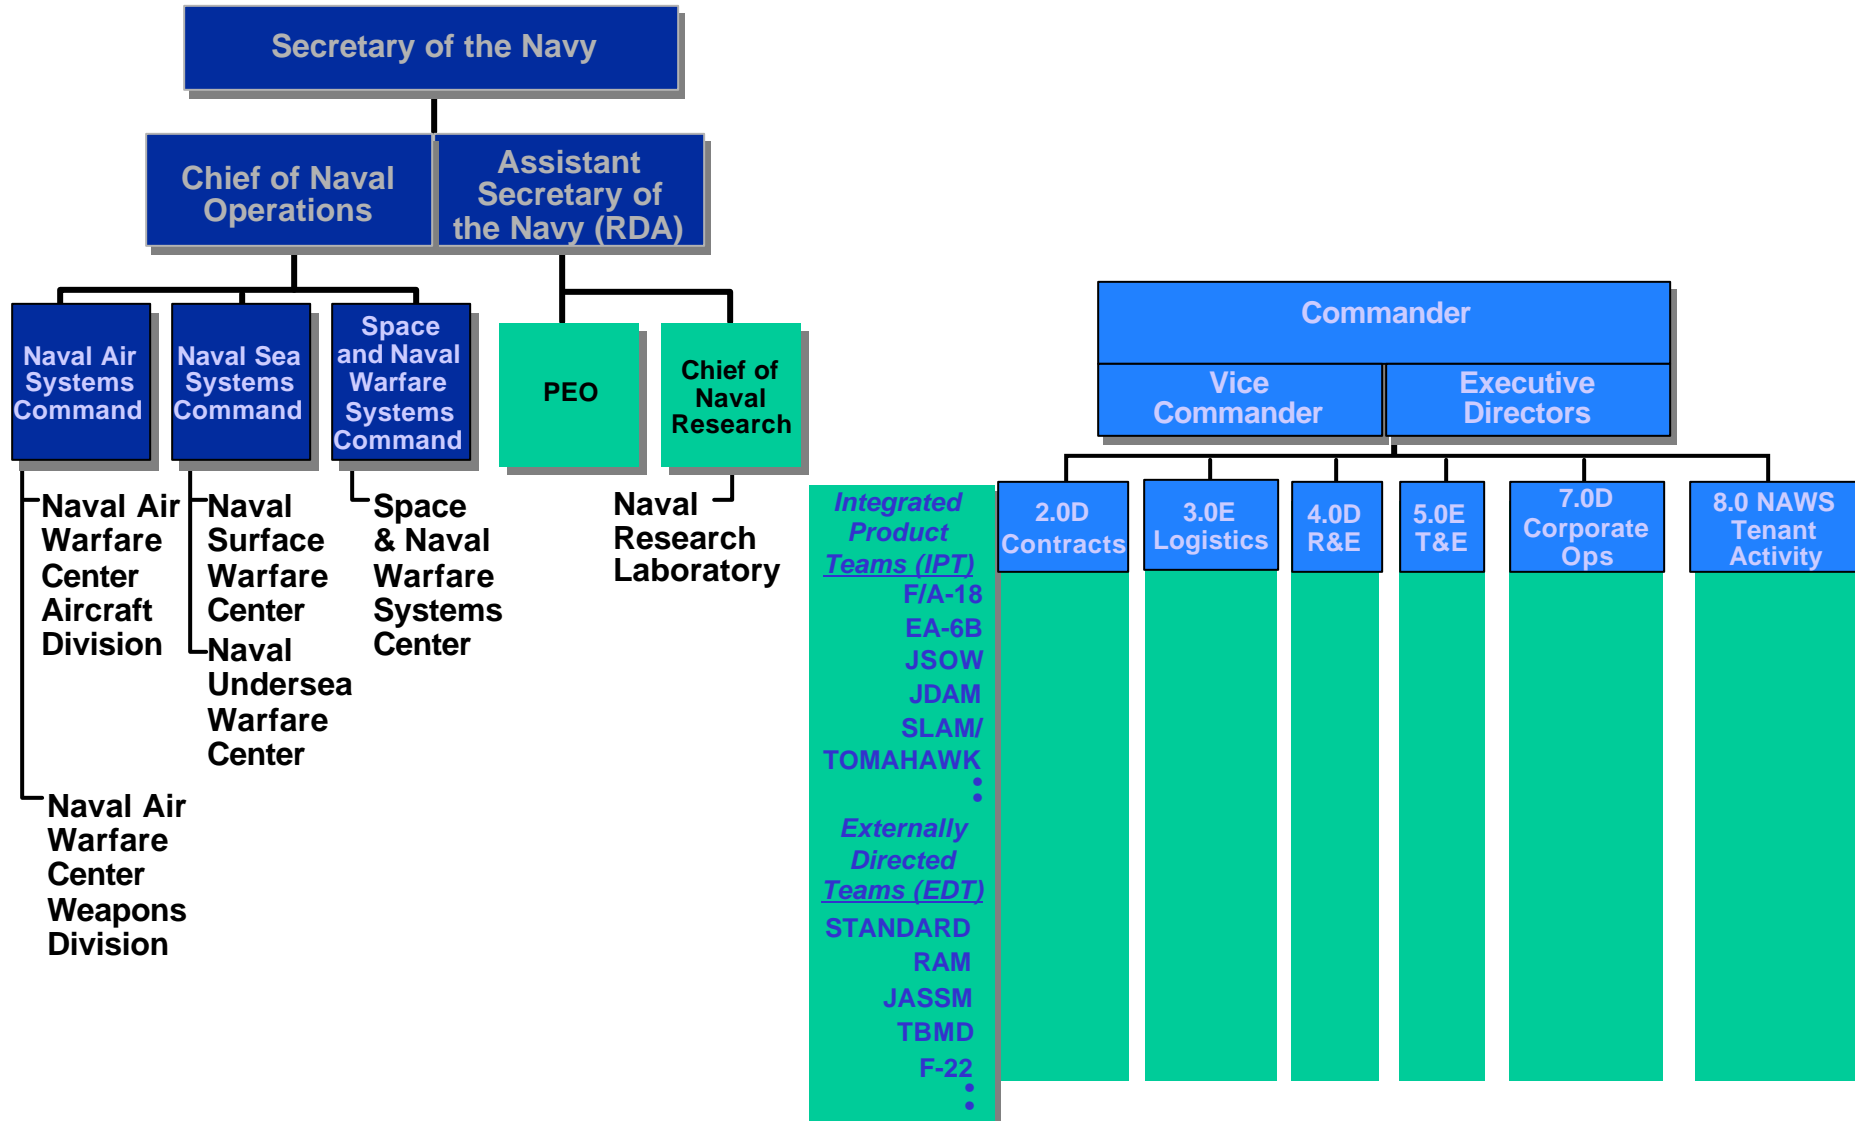 Secretary of the Navy
Chief of Naval
Operations
Assistant
Secretary of
the Navy (RDA)
Naval Air
Systems
Command
Naval Sea
Systems
Command
Space
and Naval
Warfare
Systems
Command
PEO
Chief of
Naval
Research
Naval Air
Warfare
Center
Aircraft
Division
Naval Air
Warfare
Center
Weapons
Division
Naval
Surface
Warfare
Center
Naval
Undersea
Warfare
Center
Space
& Naval
Warfare
Systems
Center
Naval
Research
Laboratory
Commander
Vice
Commander
Executive
Directors
2.0D
Contracts
3.0E
Logistics
4.0D
R&E
5.0E
T&E
7.0D
Corporate
Ops
8.0 NAWS
Tenant
Activity
Integrated
Product
Teams (IPT)
F/A-18
EA-6B
JSOW
JDAM
SLAM/
TOMAHAWK
Externally
Directed
Teams (EDT)
STANDARD
RAM
JASSM
TBMD
F-22